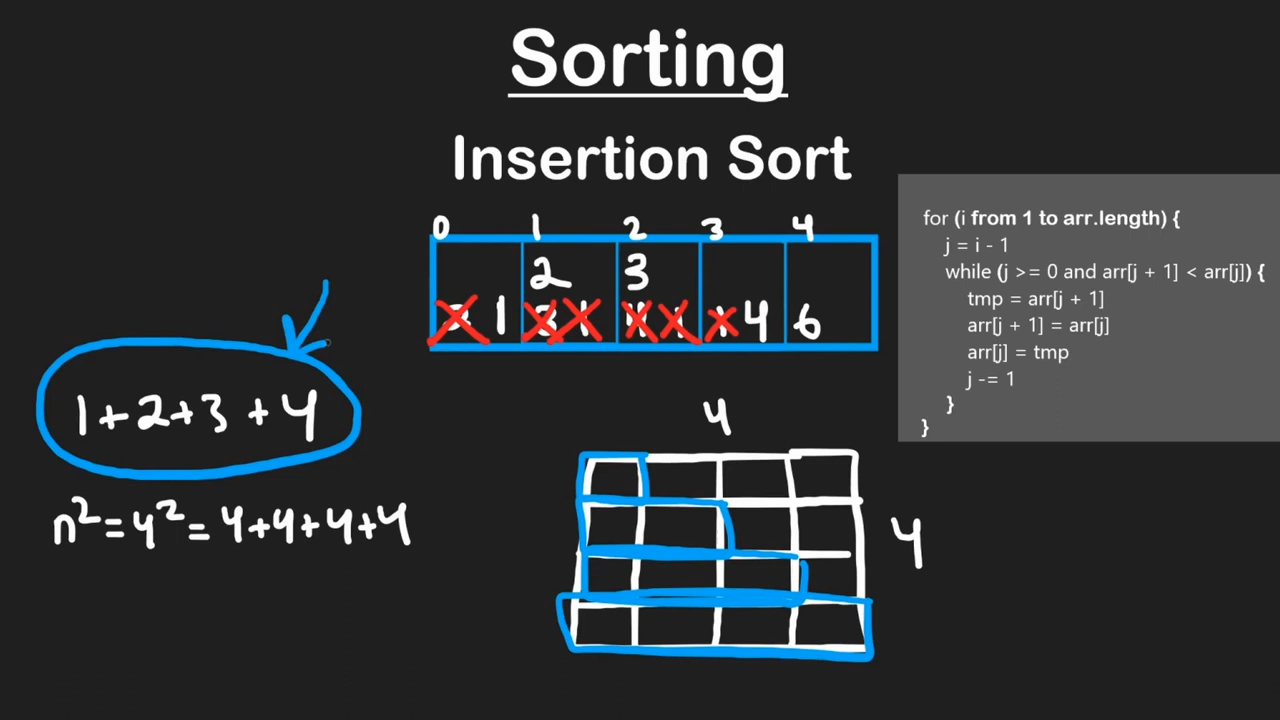 Sorting
Insertion Sort
0 1 2 3 4
2 3
1 4 6
for (i from 1 to arr.length) {
j = i - 1
while (j >= 0 and arr[j + 1] < arr[j]) {
tmp = arr[j + 1]
arr[j + 1] = arr[j]
arr[j] = tmp
j -= 1
}
}
1+2+3+4
n²=4²=4+4+4+4
4
4